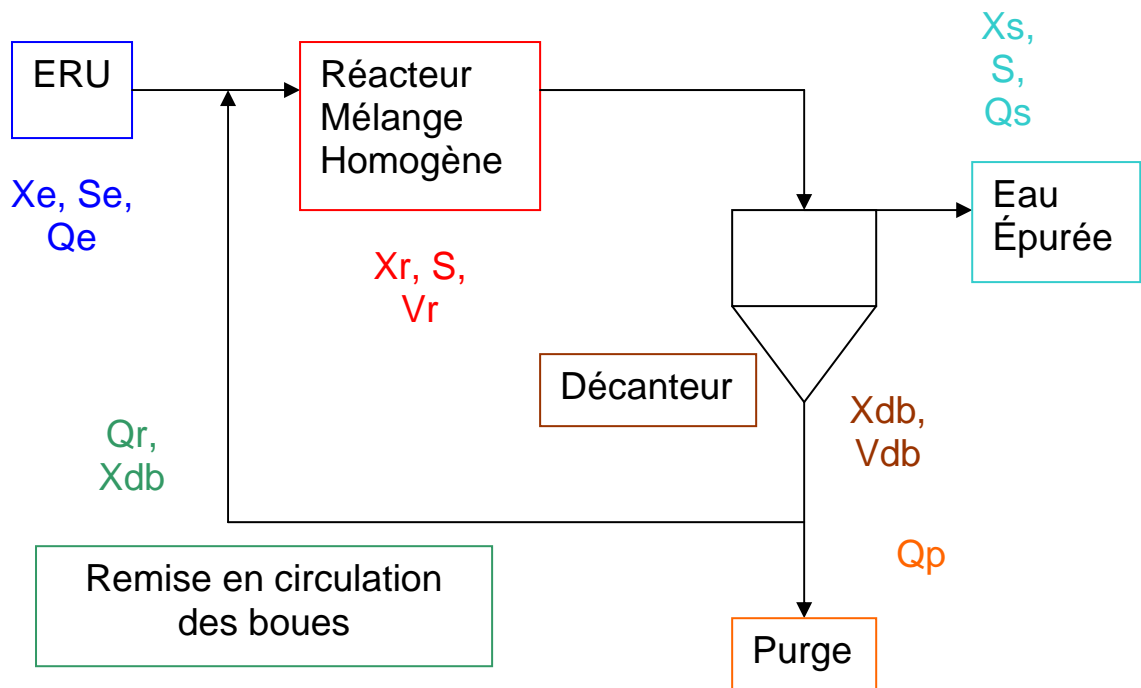 ERU
Réacteur
Mélange
Homogène
Xs,
S,
Qs
Xe, Se,
Qe
Xr, S,
Vr
Eau
Épurée
Décanteur
Xdb,
Vdb
Qr,
Xdb
Remise en circulation
des boues
Qp
Purge